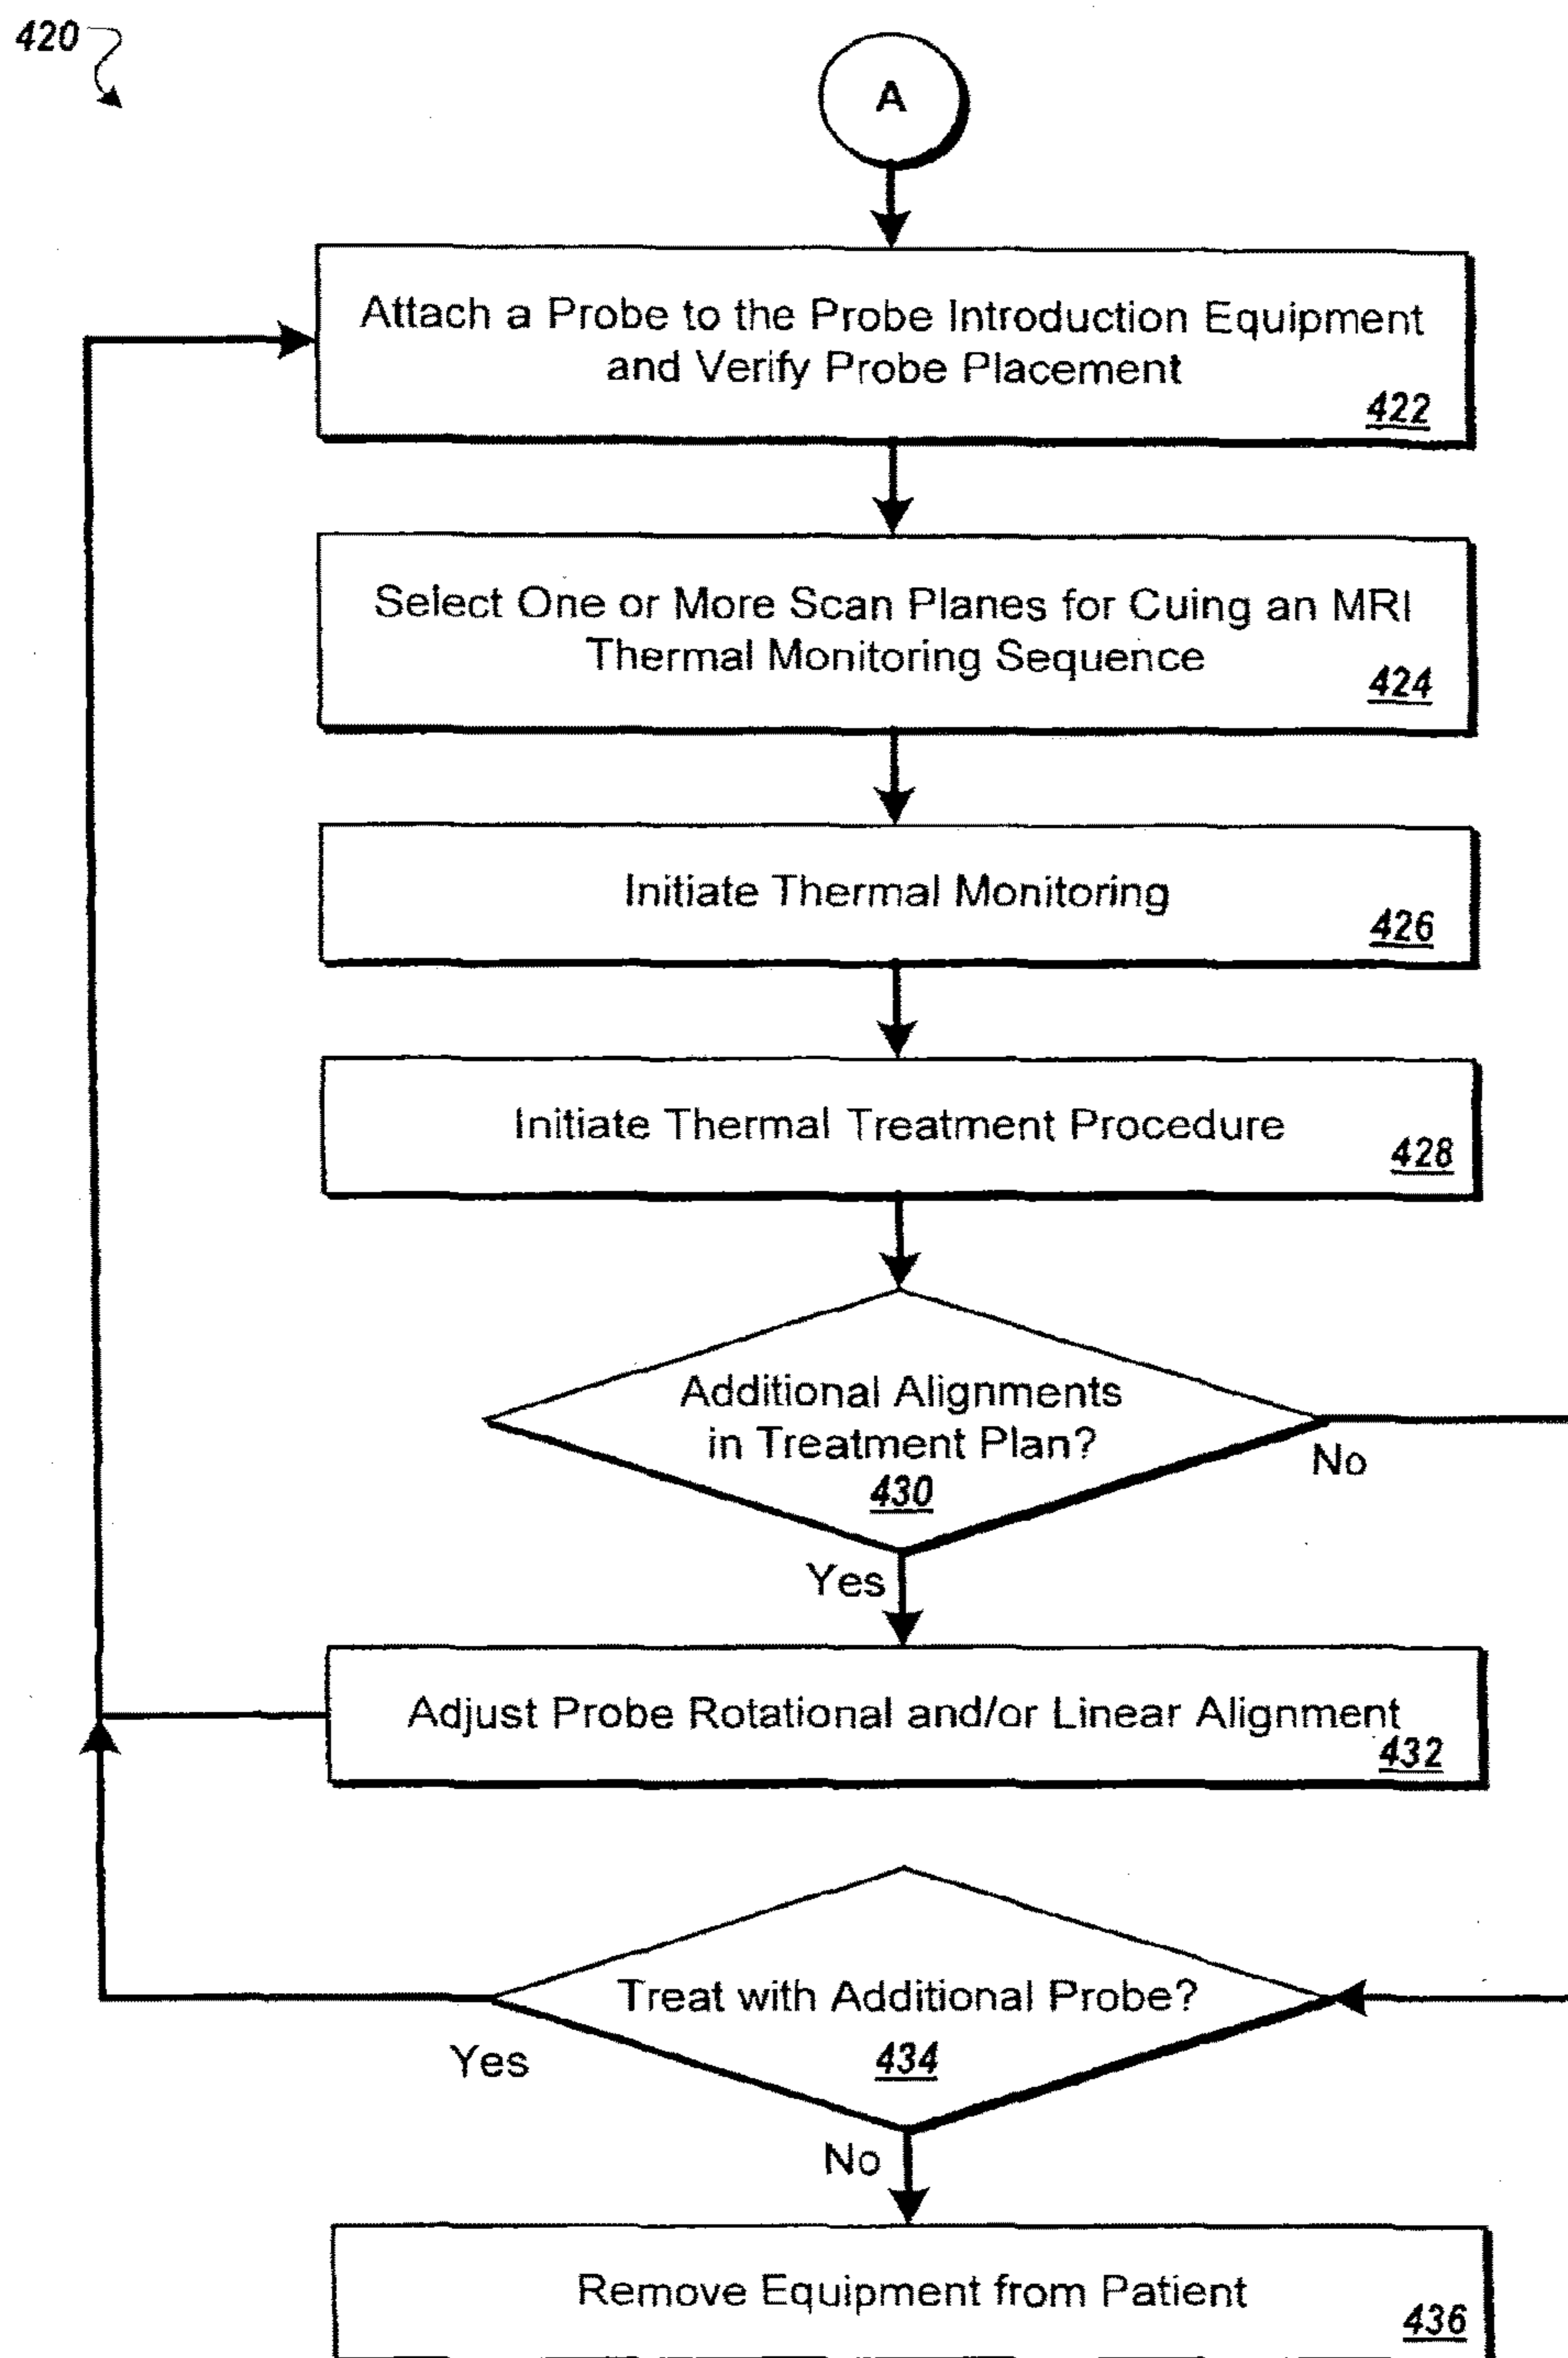 420
A
Attach a Probe to the Probe Introduction Equipment
and Verify Probe Placement
422
Select One or More Scan Planes for Cuing an MRI
Thermal Monitoring Sequence
424
Initiate Thermal Monitoring
426
Initiate Thermal Treatment Procedure
428
Additional Alignments
in Treatment Plan?
430
No
Yes
Adjust Probe Rotational and/or Linear Alignment
432
Treat with Additional Probe?
434
Yes
No
Remove Equipment from Patient
436